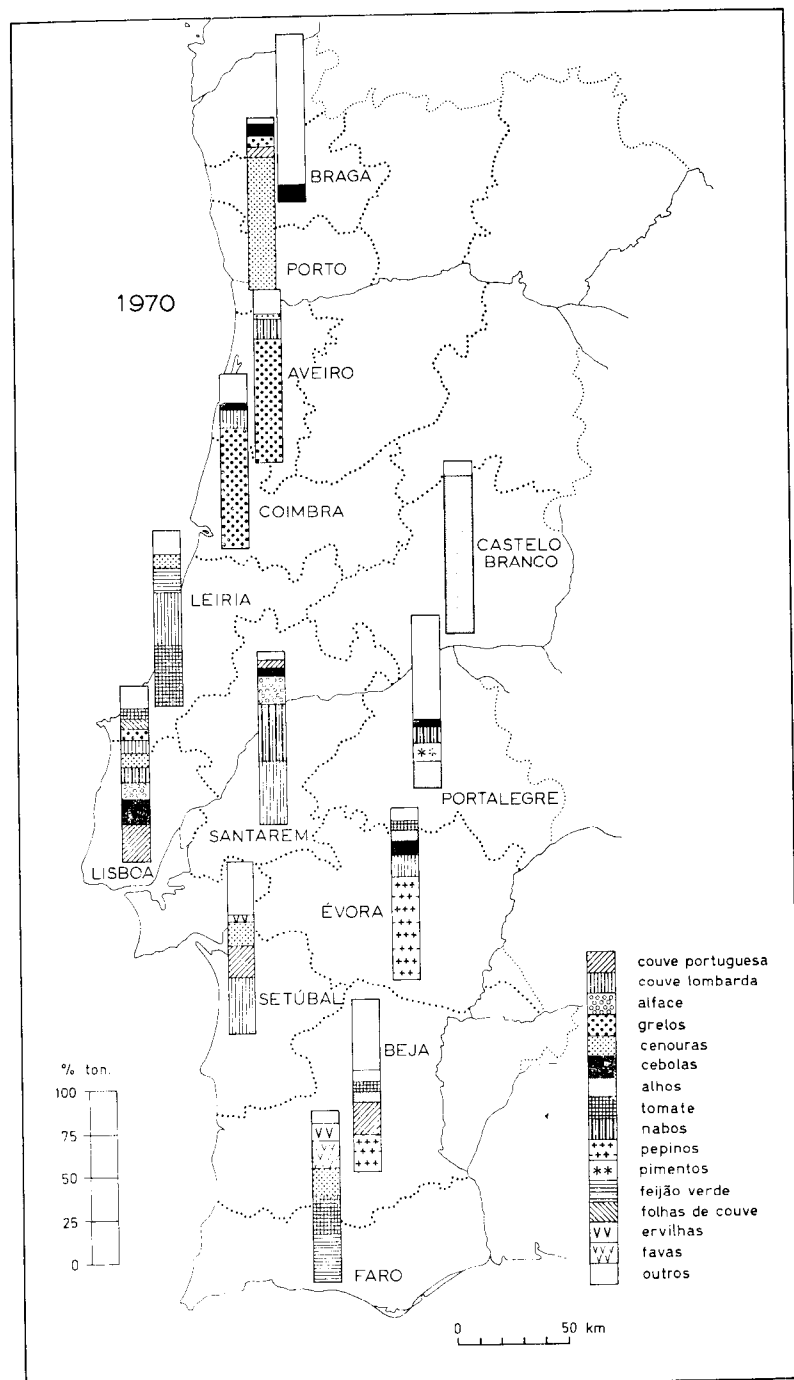 BRAGA
PORTO
1970
AVEIRO
COIMBRA
CASTELO
BRANCO
LEIRIA
PORTALEGRE
SANTAREM
LISBOA
ÉVORA
SETÚBAL
BEJA
FARO
% ton.
100
75
50
25
0
couve portuguesa
couve lombarda
alface
grelos
cenouras
cebolas
alhos
tomate
nabos
pepinos
pimentos
feijão verde
folhas de couve
ervilhas
favas
outros
0 50 km